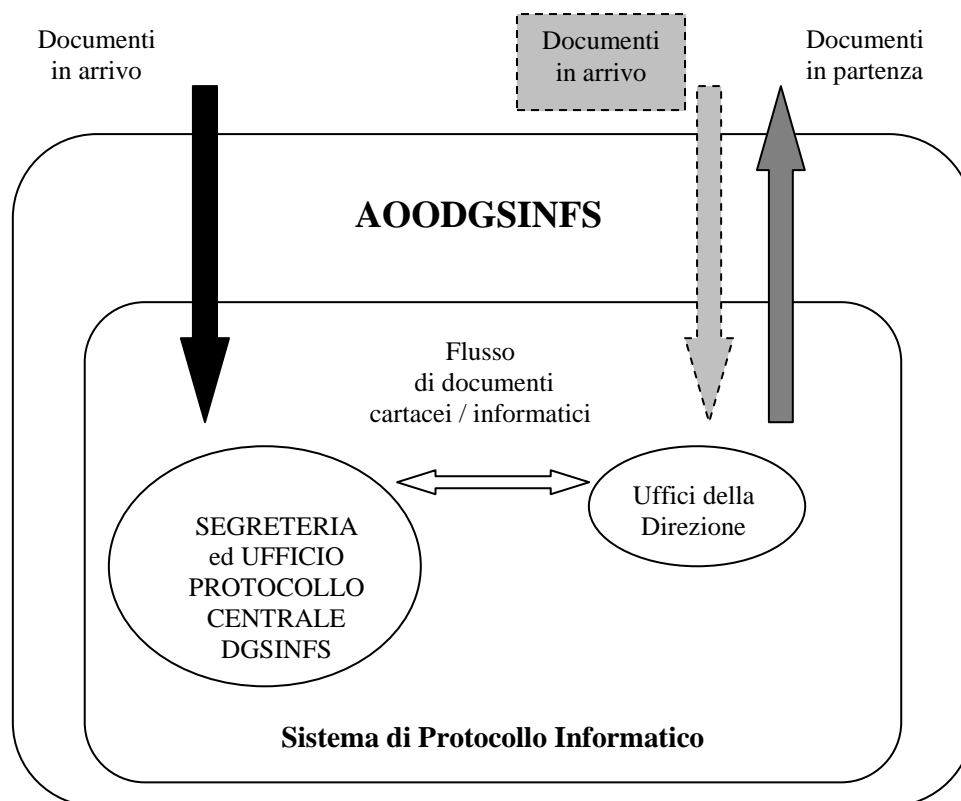 Documenti
in arrivo
Documenti
in arrivo
Documenti
in partenza
AOODGSINFS
Flusso
di documenti
cartacei / informatici
SEGRETERIA
ed UFFICIO
PROTOCOLLO
CENTRALE
DGSINFS
Uffici della
Direzione
Sistema di Protocollo Informatico